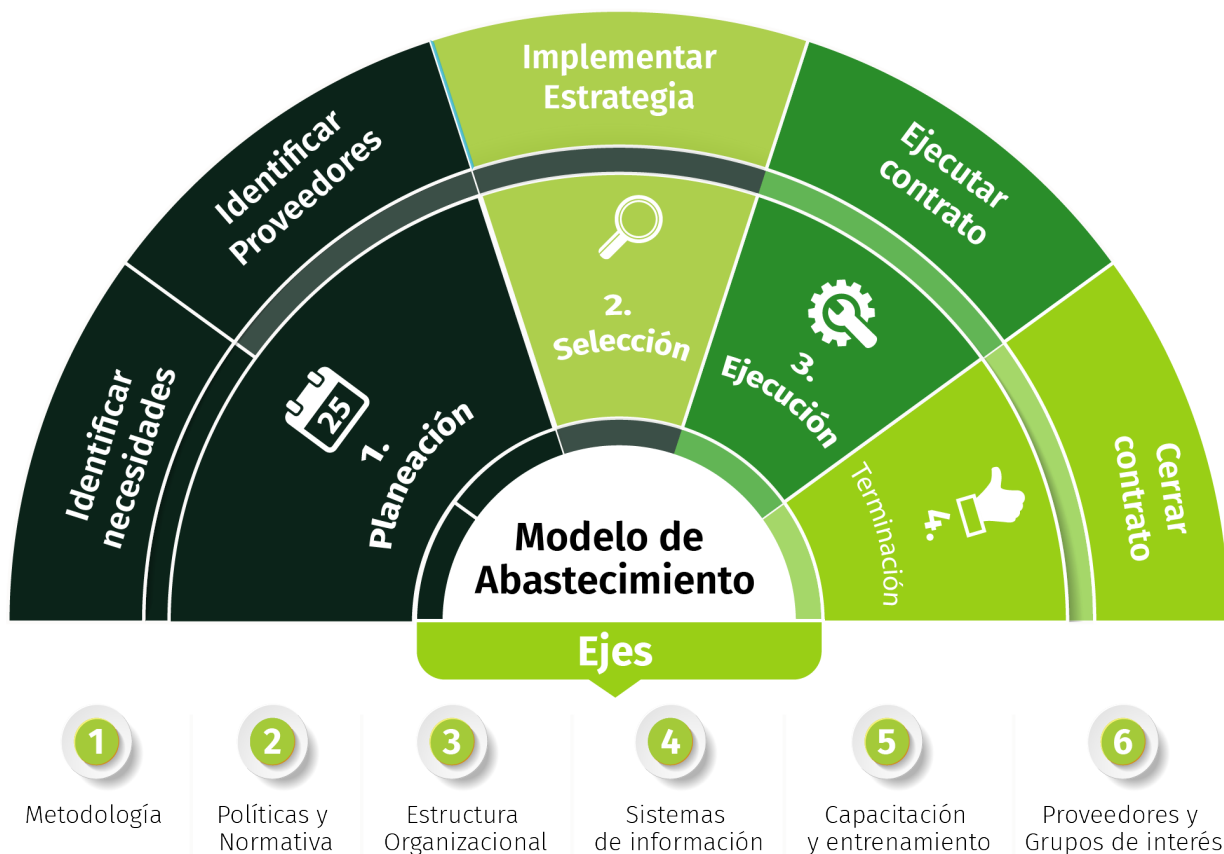 Identificar
necesidades
Identificar
Proveedores
Implementar
Estrategia
Ejecutar
contrato
Cerrar
contrato
25
1.
Planeación
2.
Selección
3.
Ejecución
4.
Terminación
Modelo de
Abastecimiento
Ejes
1
Metodología
2
Políticas y
Normativa
3
Estructura
Organizacional
4
Sistemas
de información
5
Capacitación
y entrenamiento
6
Proveedores y
Grupos de interés